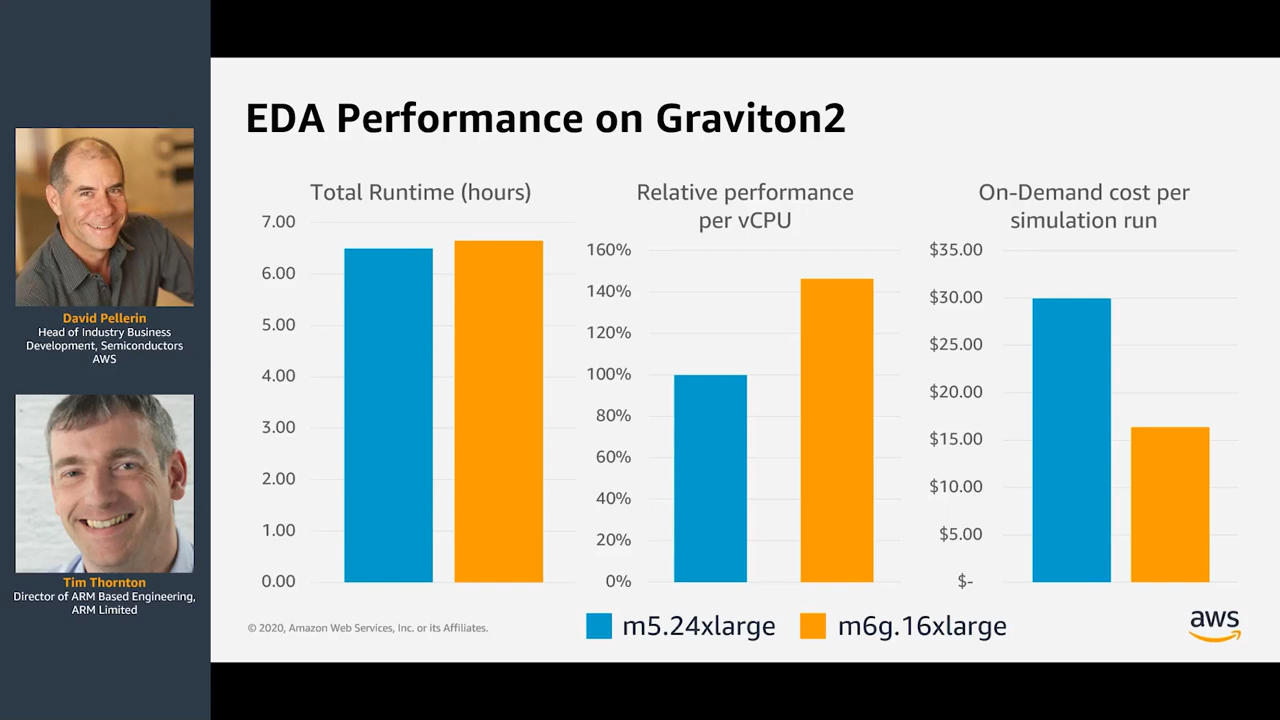 David Pellerin
Head of Industry Business
Development, Semiconductors
AWS
Tim Thornton
Director of ARM Based Engineering,
ARM Limited
EDA Performance on Graviton2
Total Runtime (hours)
7.00
6.00
5.00
4.00
3.00
2.00
1.00
0.00
Relative performance
per vCPU
160%
140%
120%
100%
80%
60%
40%
20%
0%
On-Demand cost per
simulation run
$35.00
$30.00
$25.00
$20.00
$15.00
$10.00
$5.00
$-
© 2020, Amazon Web Services, Inc. or its Affiliates.
m5.24xlarge
m6g.16xlarge
aws